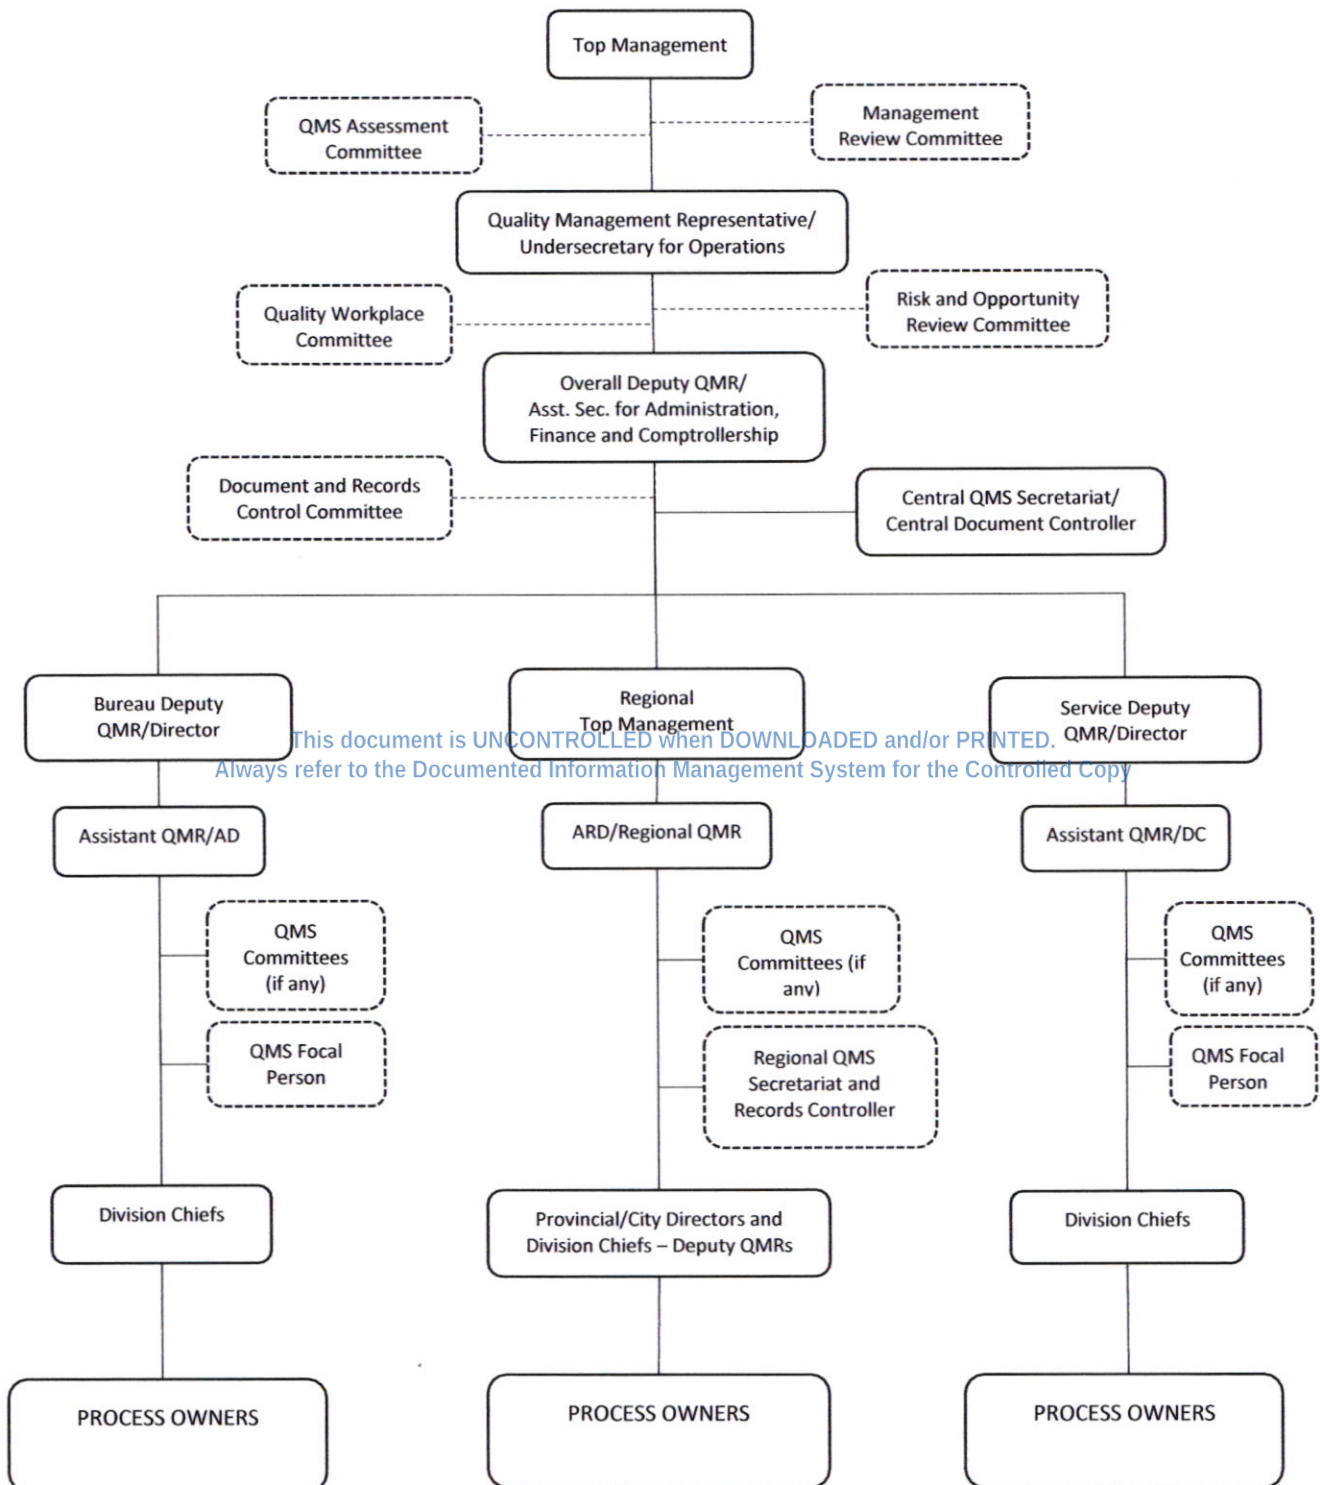 Top Management
QMS Assessment
Committee
Management
Review Committee
Quality Management Representative/
Undersecretary for Operations
Quality Workplace
Committee
Risk and Opportunity
Review Committee
Overall Deputy QMR/
Asst. Sec. for Administration,
Finance and Comptrollership
Document and Records
Control Committee
Central QMS Secretariat/
Central Document Controller
Bureau Deputy
QMR/Director
Regional
Top Management
Service Deputy
QMR/Director
This document is UNCONTROLLED when DOWNLOADED and/or PRINTED.
Always refer to the Documented Information Management System for the Controlled Copy
Assistant QMR/AD
ARD/Regional QMR
Assistant QMR/DC
QMS
Committees
(if any)
QMS
Committees (if
any)
QMS
Committees
(if any)
QMS Focal
Person
Regional QMS
Secretariat and
Records Controller
QMS Focal
Person
Division Chiefs
Provincial/City Directors and
Division Chiefs – Deputy QMRs
Division Chiefs
PROCESS OWNERS
PROCESS OWNERS
PROCESS OWNERS